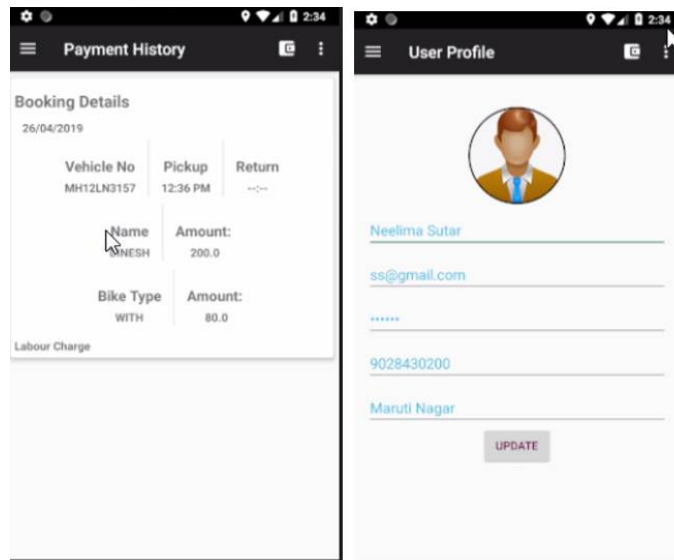 2:34
Payment History
Booking Details
26/04/2019
Vehicle No Pickup Return
MH12LN3157 12:36 PM --:--
Name Amount:
200.0
Bike Type Amount:
WITH 80.0
Labour Charge
2:34
User Profile
Neelima Sutar
ss@gmail.com
••••••
9028430200
Maruti Nagar
UPDATE